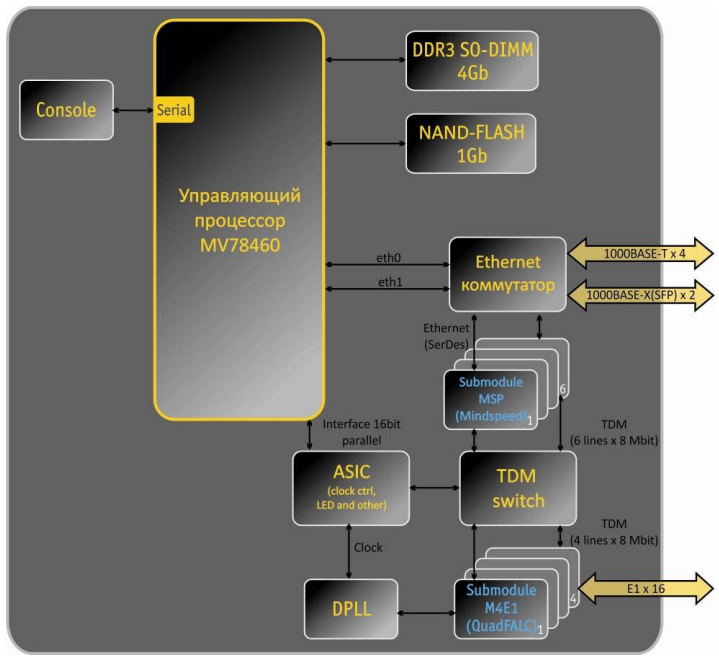 DDR3 SO-DIMM
4Gb
Console
Serial
NAND-FLASH
1Gb
Управляющий
процессор
MV78460
eth0
eth1
Ethernet
коммутатор
1000BASE-T x 4
1000BASE-X(SFP) x 2
Ethernet
(SerDes)
6
Submodule
MSP
(Mindspeed)
1
Interface 16bit
parallel
TDM
(6 lines x 8 Mbit)
ASIC
(clock ctrl,
LED and other)
TDM
switch
TDM
(4 lines x 8 Mbit)
Clock
DPLL
4
Submodule
M4E1
(QuadFALC)
1
E1 x 16